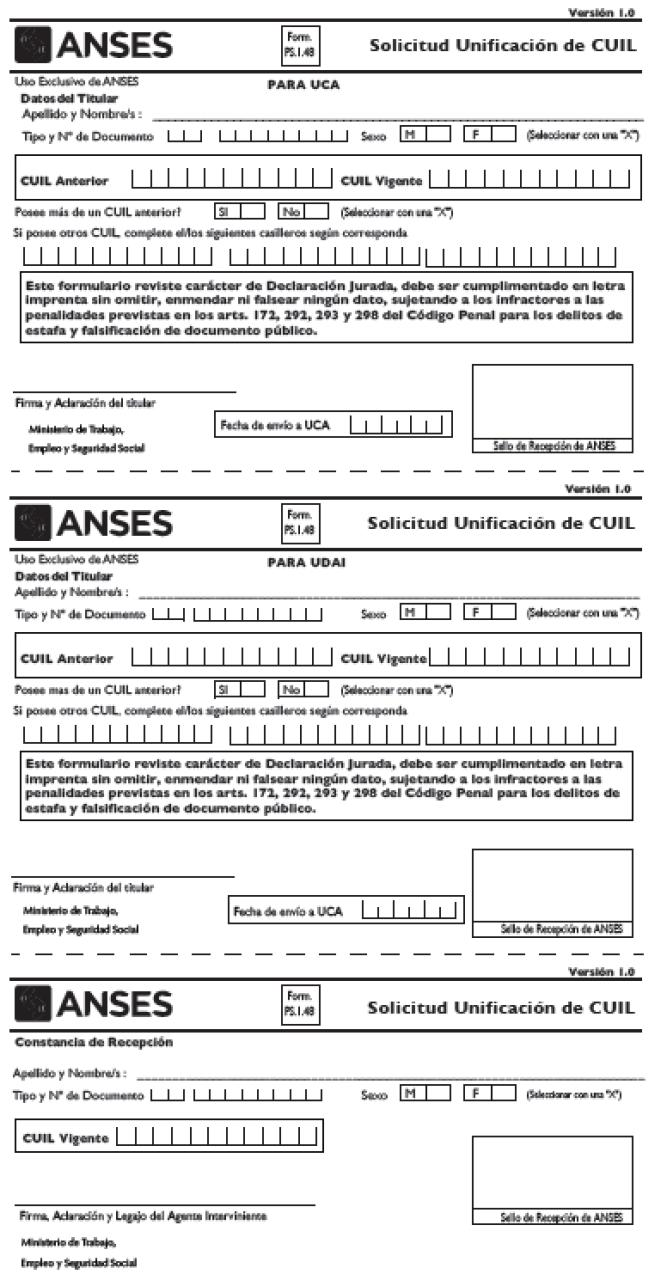 Versión 1.0
ANSES
Form.
PS.1.48
Solicitud Unificación de CUIL
Uso Exclusivo de ANSES
PARA UCA
Datos del Titular
Apellido y Nombre/s :
Tipo y Nº de Documento Sexo M F (Seleccionar con una "X")
CUIL Anterior CUIL Vigente
Posee más de un CUIL anterior? SI No (Seleccionar con una "X")
Si posee otros CUIL, complete el/los siguientes casilleros según corresponda
Este formulario reviste carácter de Declaración Jurada, debe ser cumplimentado en letra
imprenta sin omitir, enmendar ni falsear ningún dato, sujetando a los infractores a las
penalidades previstas en los arts. 172, 292, 293 y 298 del Código Penal para los delitos de
estafa y falsificación de documento público.
Firma y Aclaración del titular
Ministerio de Trabajo,
Empleo y Seguridad Social
Fecha de envío a UCA
Sello de Recepción de ANSES
Versión 1.0
ANSES
Form.
PS.1.48
Solicitud Unificación de CUIL
Uso Exclusivo de ANSES
PARA UDAI
Datos del Titular
Apellido y Nombre/s :
Tipo y Nº de Documento Sexo M F (Seleccionar con una "X")
CUIL Anterior CUIL Vigente
Posee mas de un CUIL anterior? SI No (Seleccionar con una "X")
Si posee otros CUIL, complete el/los siguientes casilleros según corresponda
Este formulario reviste carácter de Declaración Jurada, debe ser cumplimentado en letra
imprenta sin omitir, enmendar ni falsear ningún dato, sujetando a los infractores a las
penalidades previstas en los arts. 172, 292, 293 y 298 del Código Penal para los delitos de
estafa y falsificación de documento público.
Firma y Aclaración del titular
Ministerio de Trabajo,
Empleo y Seguridad Social
Fecha de envío a UCA
Sello de Recepción de ANSES
Versión 1.0
ANSES
Form.
PS.1.48
Solicitud Unificación de CUIL
Constancia de Recepción
Apellido y Nombre/s :
Tipo y Nº de Documento Sexo M F (Seleccionar con una "X")
CUIL Vigente
Firma, Aclaración y Legajo del Agente Interviniente
Sello de Recepción de ANSES
Ministerio de Trabajo,
Empleo y Seguridad Social